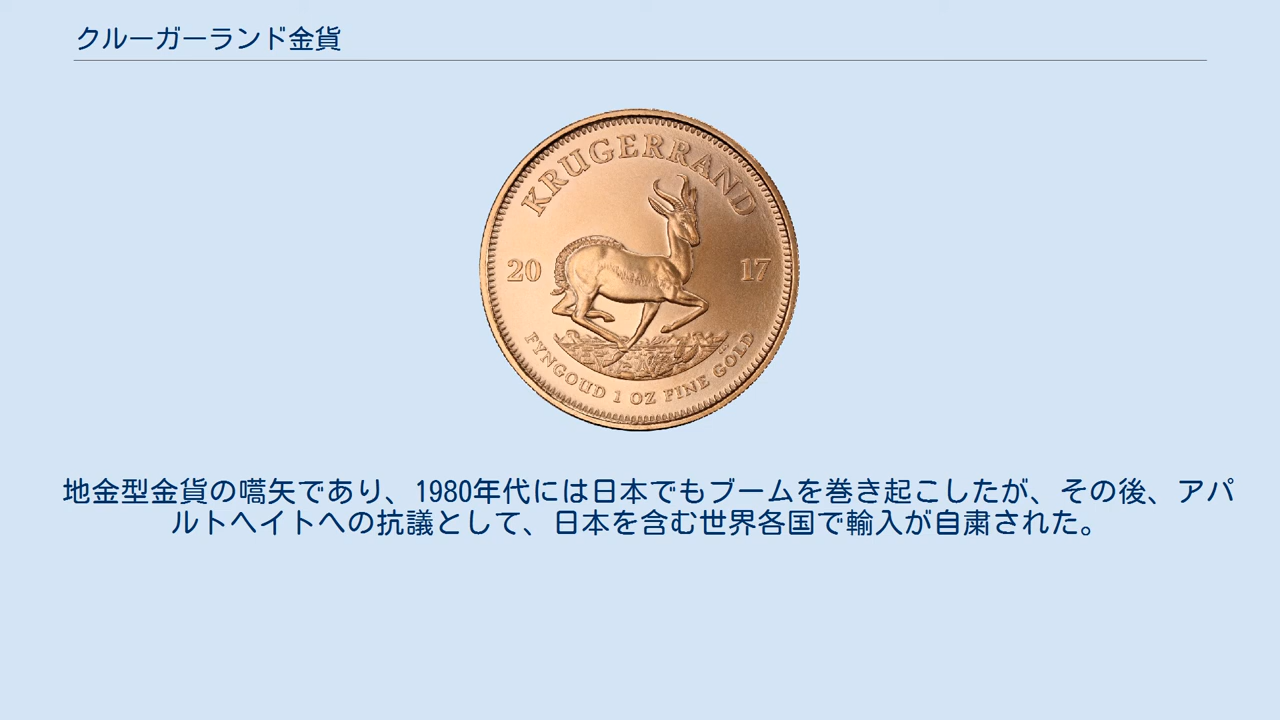 クルーガーランド金貨
KRUGERRAND
20 17
FYNGOUD 1 OZ FINE GOLD
地金型金貨の嚆矢であり、1980年代には日本でもブームを巻き起こしたが、その後、アパ
ルトヘイトへの抗議として、日本を含む世界各国で輸入が自粛された。